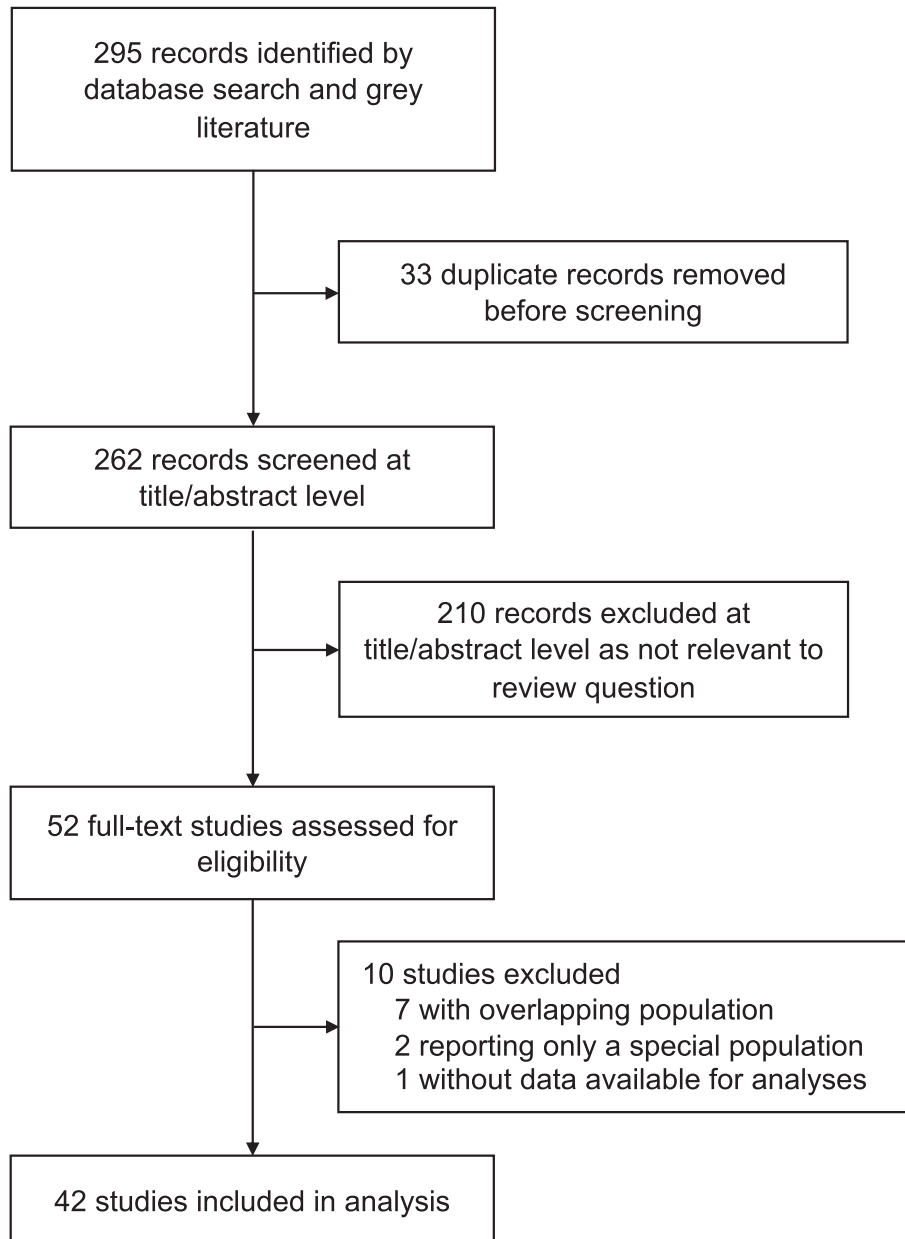 295 records identified by
database search and grey
literature
33 duplicate records removed
before screening
262 records screened at
title/abstract level
210 records excluded at
title/abstract level as not relevant to
review question
52 full-text studies assessed for
eligibility
10 studies excluded
7 with overlapping population
2 reporting only a special population
1 without data available for analyses
42 studies included in analysis